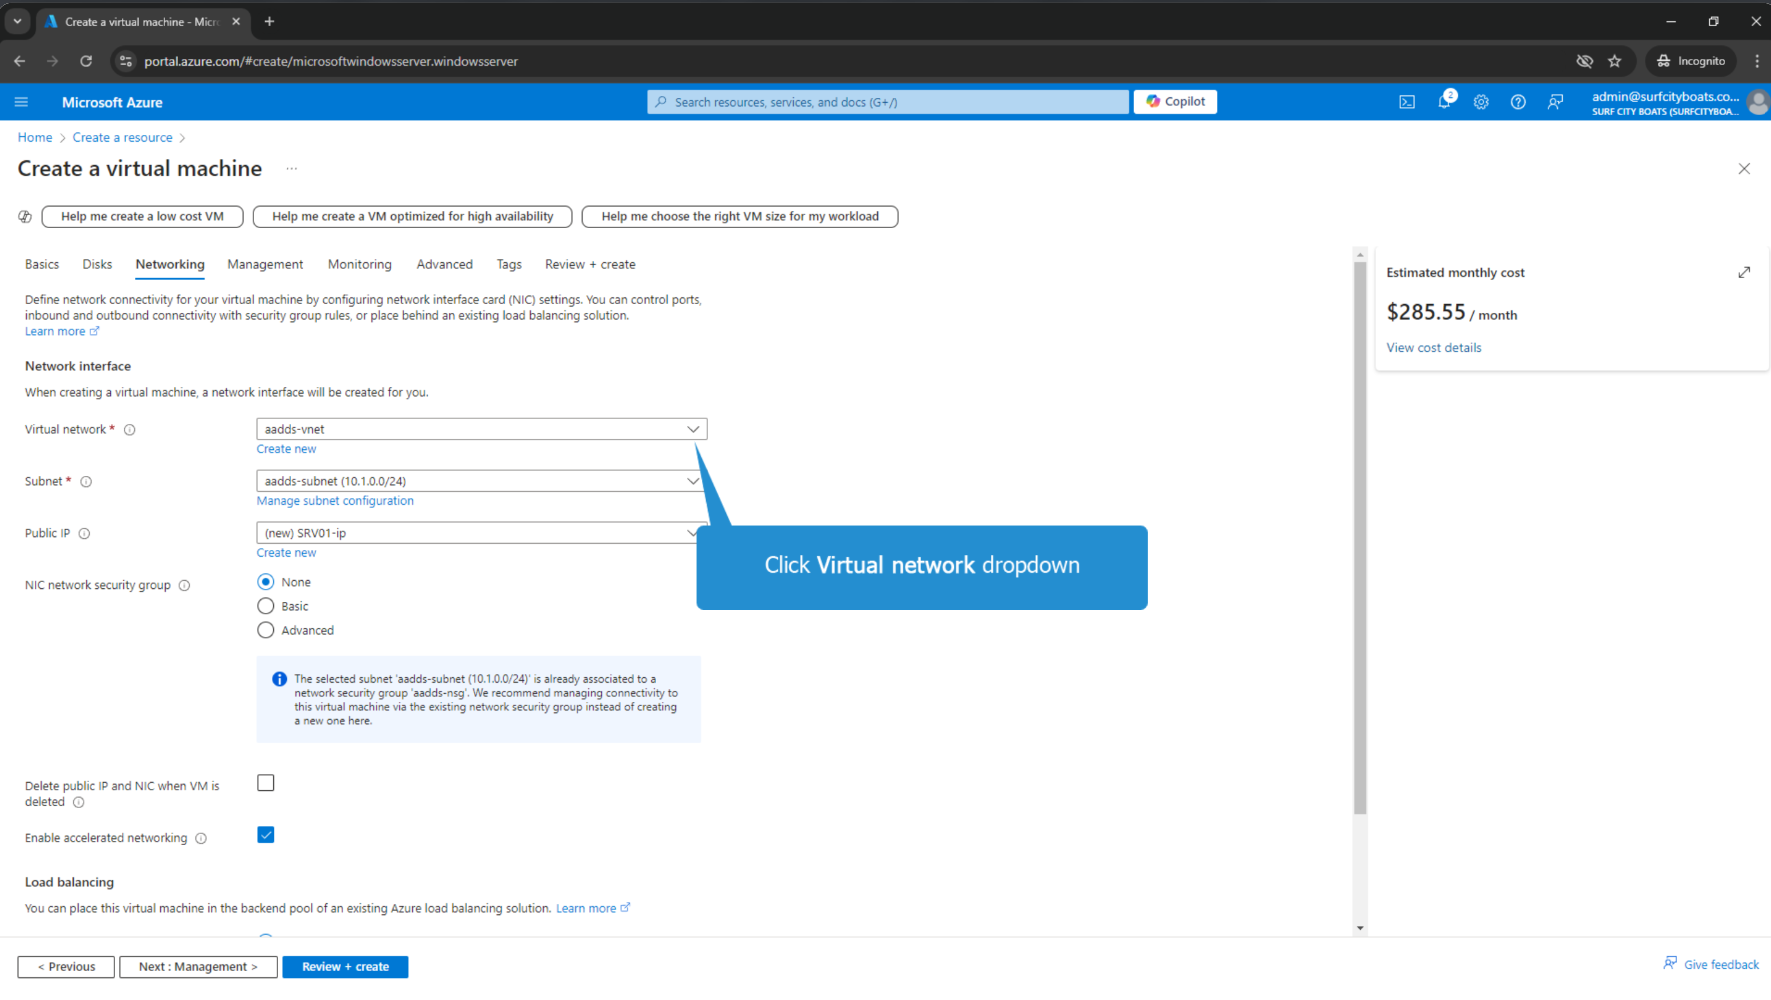 Create a virtual machine - Micro
portal.azure.com/#create/microsoftwindowsserver.windowsserver
Incognito
Microsoft Azure
Search resources, services, and docs (G+/)
Copilot
2
admin@surfcityboats.co...
SURF CITY BOATS (SURFCITYBOA...
Home > Create a resource >
Create a virtual machine ...
Help me create a low cost VM
Help me create a VM optimized for high availability
Help me choose the right VM size for my workload
Basics Disks Networking Management Monitoring Advanced Tags Review + create
Define network connectivity for your virtual machine by configuring network interface card (NIC) settings. You can control ports,
inbound and outbound connectivity with security group rules, or place behind an existing load balancing solution.
Learn more
Network interface
When creating a virtual machine, a network interface will be created for you.
Virtual network *
aadds-vnet
Create new
Subnet *
aadds-subnet (10.1.0.0/24)
Manage subnet configuration
Public IP
(new) SRV01-ip
Create new
NIC network security group
None
Basic
Advanced
Click Virtual network dropdown
The selected subnet 'aadds-subnet (10.1.0.0/24)' is already associated to a
network security group 'aadds-nsg'. We recommend managing connectivity to
this virtual machine via the existing network security group instead of creating
a new one here.
Delete public IP and NIC when VM is
deleted
Enable accelerated networking
Load balancing
You can place this virtual machine in the backend pool of an existing Azure load balancing solution. Learn more
Estimated monthly cost
$285.55 / month
View cost details
< Previous
Next : Management >
Review + create
Give feedback